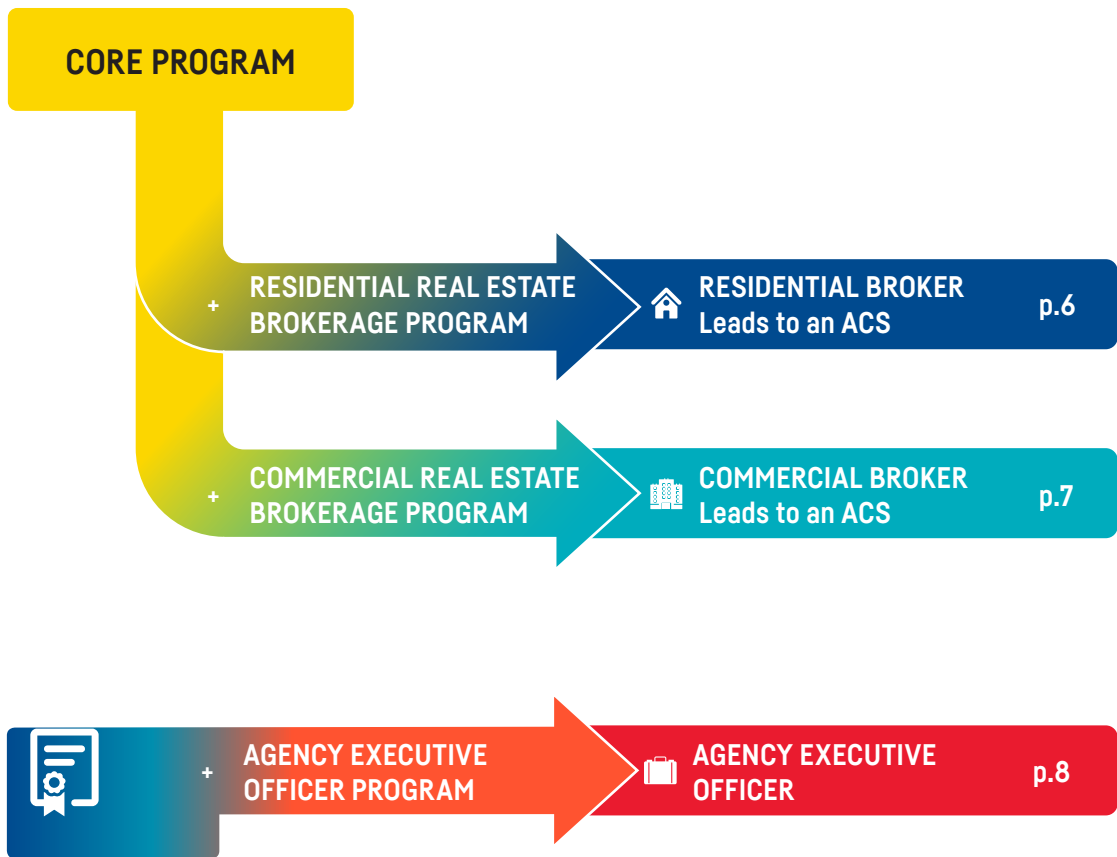 CORE PROGRAM
+ RESIDENTIAL REAL ESTATE
BROKERAGE PROGRAM
RESIDENTIAL BROKER
Leads to an ACS
p.6
+ COMMERCIAL REAL ESTATE
BROKERAGE PROGRAM
COMMERCIAL BROKER
Leads to an ACS
p.7
+ AGENCY EXECUTIVE
OFFICER PROGRAM
AGENCY EXECUTIVE
OFFICER
p.8